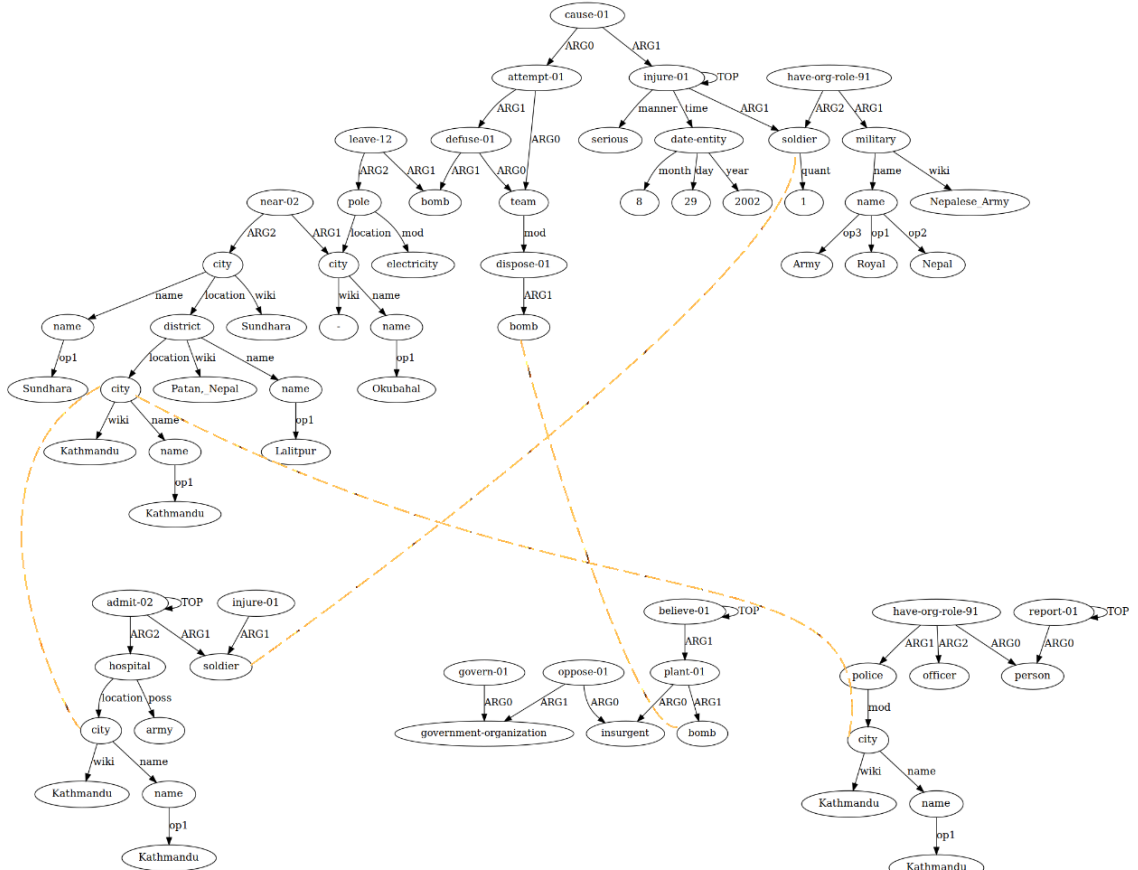 cause-01
ARG0 ARG1
attempt-01 injure-01 TOP have-org-role-91
ARG1 manner time ARG1 ARG2 ARG1
leave-12 defuse-01 ARG0 serious date-entity soldier military
ARG2 ARG1 ARG1 ARG0 month day year quant name wiki
near-02 pole bomb team 8 29 2002 1 name Nepalese_Army
ARG2 ARG1 location mod mod op3 op1 op2
city city electricity dispose-01 Army Royal Nepal
name location wiki wiki name ARG1
name district Sundhara - name bomb
op1 location wiki name op1
Sundhara city Patan,_Nepal name Okubahal
wiki name op1
Kathmandu name Lalitpur
op1
Kathmandu
admit-02 TOP injure-01 believe-01 TOP have-org-role-91 report-01 TOP
ARG2 ARG1 ARG1 ARG1 ARG1 ARG2 ARG0 ARG0
hospital soldier govern-01 oppose-01 plant-01 police officer person
location poss ARG0 ARG1 ARG0 ARG0 ARG1 mod
city army government-organization insurgent bomb city
wiki name wiki name
Kathmandu name Kathmandu name
op1 op1
Kathmandu Kathmandu